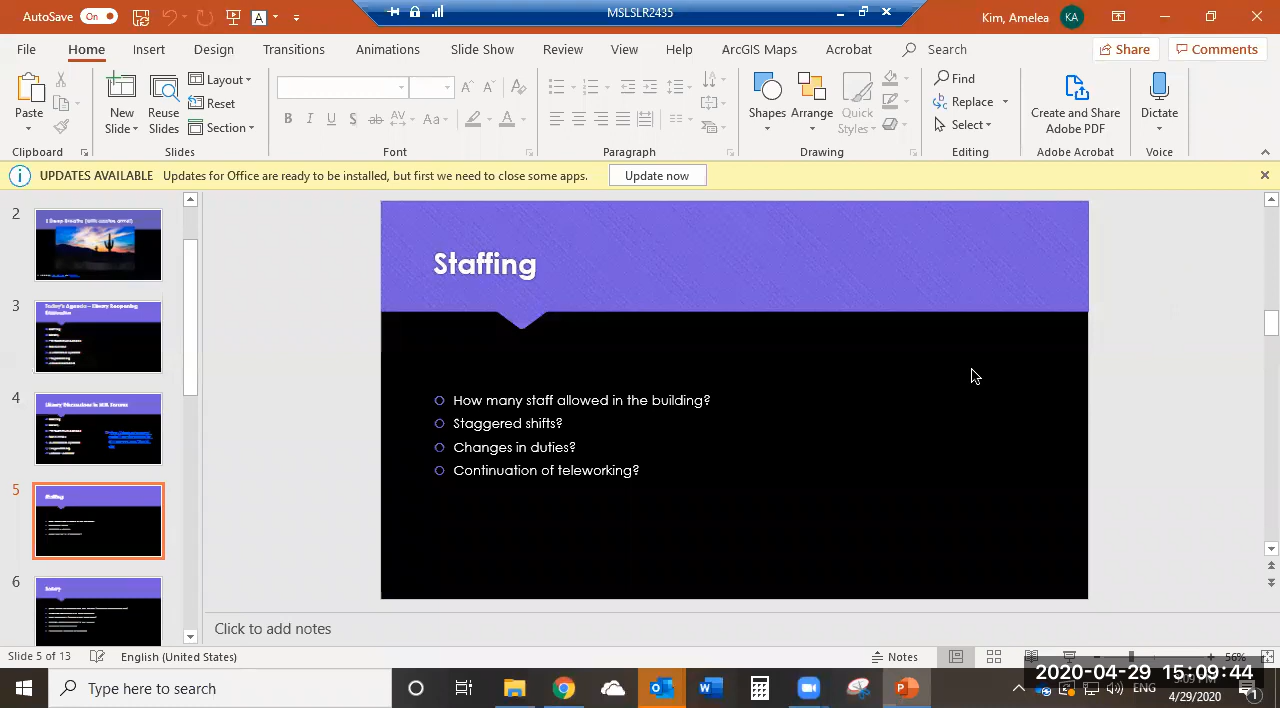 AutoSave On
MSLSLR2435
Kim, Amelea KA
File Home Insert Design Transitions Animations Slide Show Review View Help ArcGIS Maps Acrobat Search Share Comments
Paste
Clipboard
New Slide
Reuse Slides
Layout
Reset
Section
Slides
Font
Paragraph
Shapes
Arrange
Quick Styles
Drawing
Find
Replace
Select
Editing
Create and Share Adobe PDF
Adobe Acrobat
Dictate
Voice
UPDATES AVAILABLE Updates for Office are ready to be installed, but first we need to close some apps. Update now
2
3
4
5
Staffing
6
Safety
Staffing
How many staff allowed in the building?
Staggered shifts?
Changes in duties?
Continuation of teleworking?
Click to add notes
Slide 5 of 13 English (United States) Notes 56%
Type here to search
ENG
4/29/2020
2020-04-29 15:09:44